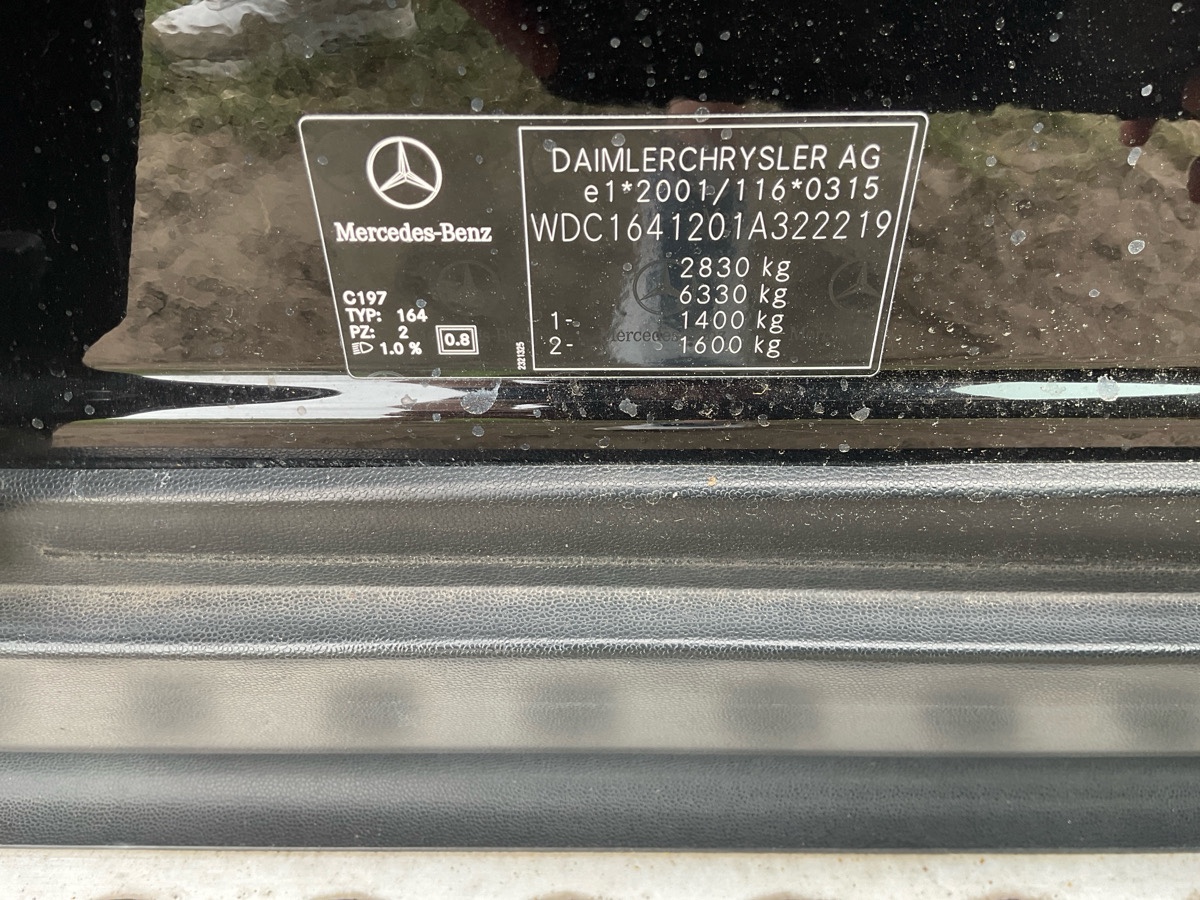 Mercedes-Benz
C197
TYP: 164
PZ: 2
1.0 %
0.8
2321325
DAIMLERCHRYSLER AG
e1*2001/116*0315
WDC1641201A322219
2830 kg
6330 kg
1- 1400 kg
2- 1600 kg